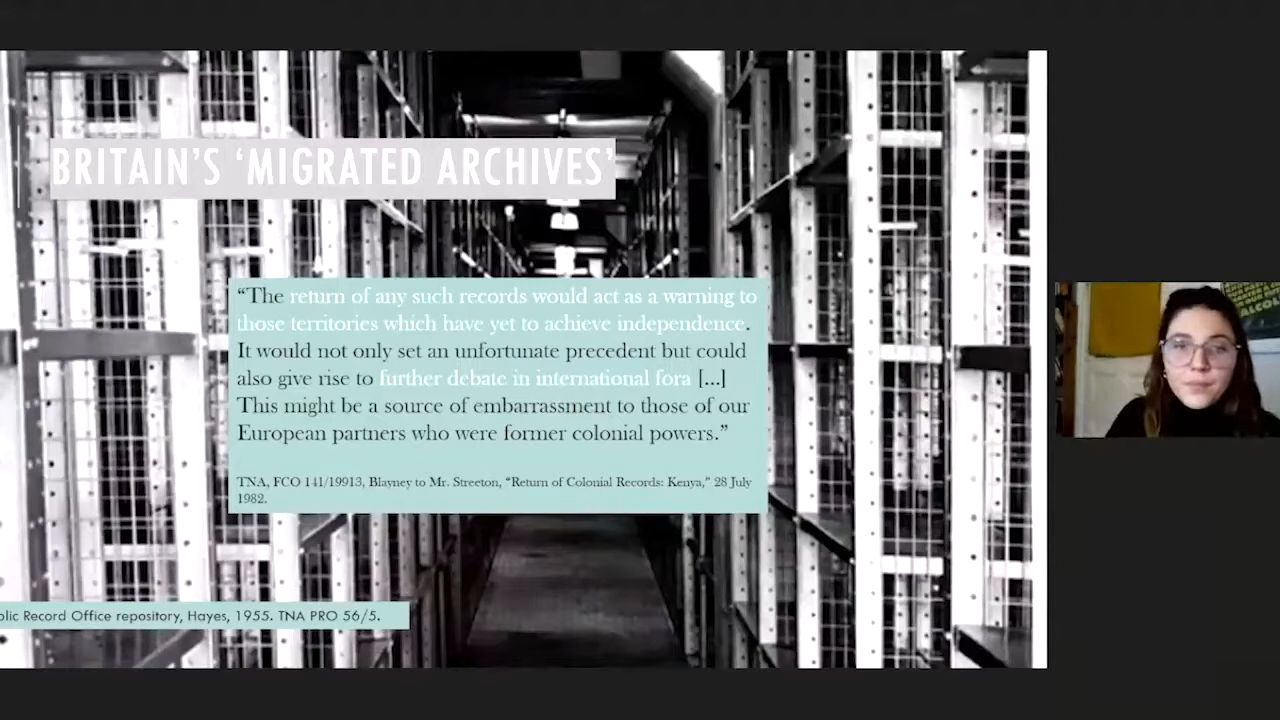 BRITAIN'S ‘MIGRATED ARCHIVES’
“The return of any such records would act as a warning to
those territories which have yet to achieve independence.
It would not only set an unfortunate precedent but could
also give rise to further debate in international fora [...]
This might be a source of embarrassment to those of our
European partners who were former colonial powers.”
TNA, FCO 141/19913, Blayney to Mr. Streeton, “Return of Colonial Records: Kenya,” 28 July
1982.
Record Office repository, Hayes, 1955. TNA PRO 56/5.